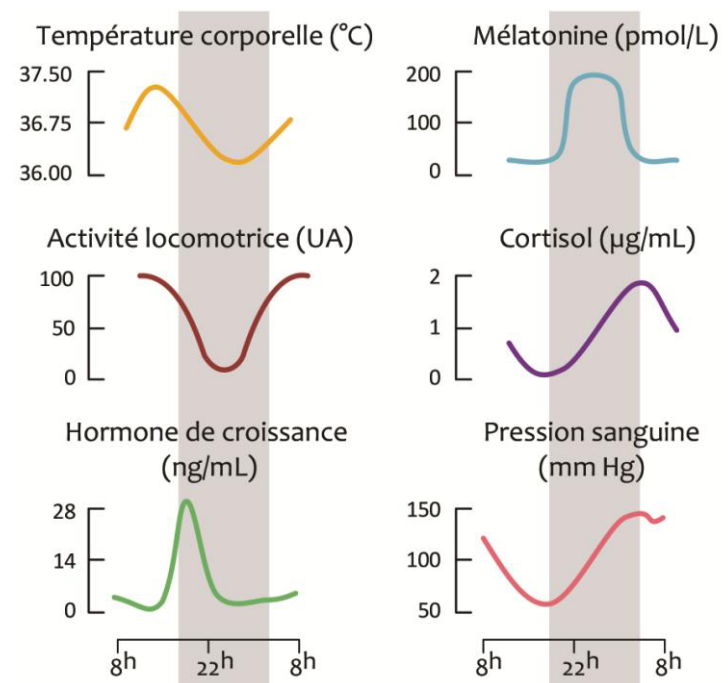 Température corporelle (°C)
37.50
36.75
36.00
Mélatonine (pmol/L)
200
100
0
Activité locomotrice (UA)
100
50
0
Cortisol (µg/mL)
2
1
0
Hormone de croissance
(ng/mL)
28
14
0
Pression sanguine
(mm Hg)
150
100
50
8h 22h 8h
8h 22h 8h